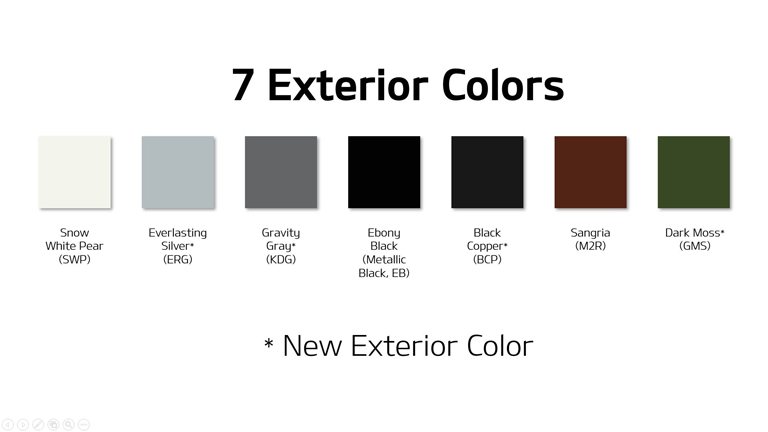 7 Exterior Colors
Snow
White Pear
(SWP)
Everlasting
Silver*
(ERG)
Gravity
Gray*
(KDG)
Ebony
Black
(Metallic
Black, EB)
Black
Copper*
(BCP)
Sangria
(M2R)
Dark Moss*
(GMS)
* New Exterior Color